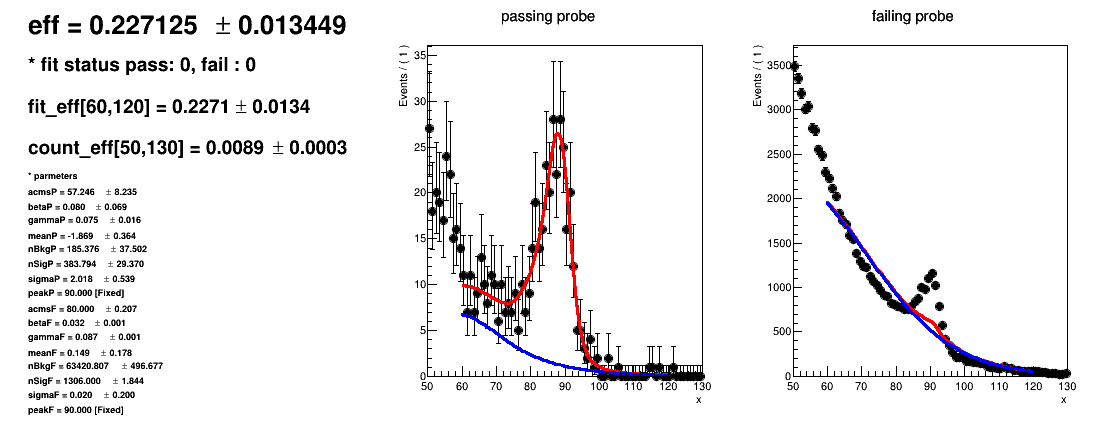 eff = 0.227125 ± 0.013449
* fit status pass: 0, fail : 0
fit_eff[60,120] = 0.2271 ± 0.0134
count_eff[50,130] = 0.0089 ± 0.0003
* parmeters
acmsP = 57.246 ± 8.235
betaP = 0.080 ± 0.069
gammaP = 0.075 ± 0.016
meanP = -1.869 ± 0.364
nBkgP = 185.376 ± 37.502
nSigP = 383.794 ± 29.370
sigmaP = 2.018 ± 0.539
peakP = 90.000 [Fixed]
acmsF = 80.000 ± 0.207
betaF = 0.032 ± 0.001
gammaF = 0.087 ± 0.001
meanF = 0.149 ± 0.178
nBkgF = 63420.807 ± 496.677
nSigF = 1306.000 ± 1.844
sigmaF = 0.020 ± 0.200
peakF = 90.000 [Fixed]
passing probe
Events / ( 1 )
35
30
25
20
15
10
5
0
50 60 70 80 90 100 110 120 130
x
failing probe
Events / ( 1 )
3500
3000
2500
2000
1500
1000
500
0
50 60 70 80 90 100 110 120 130
x